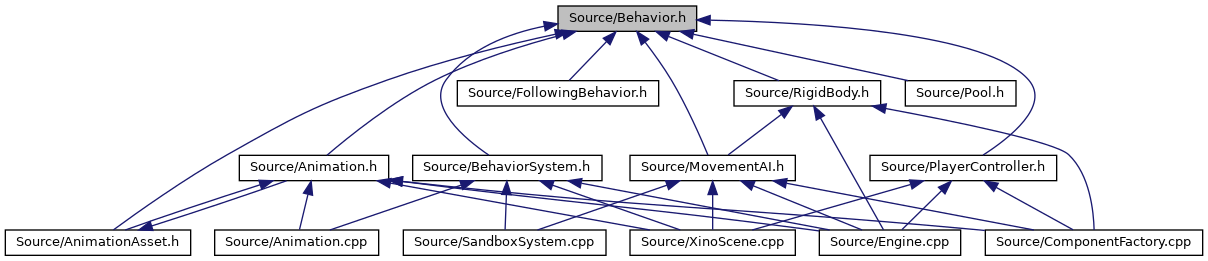 Source/Behavior.h
Source/FollowingBehavior.h
Source/RigidBody.h
Source/Pool.h
Source/Animation.h
Source/BehaviorSystem.h
Source/MovementAI.h
Source/PlayerController.h
Source/AnimationAsset.h
Source/Animation.cpp
Source/SandboxSystem.cpp
Source/XinoScene.cpp
Source/Engine.cpp
Source/ComponentFactory.cpp